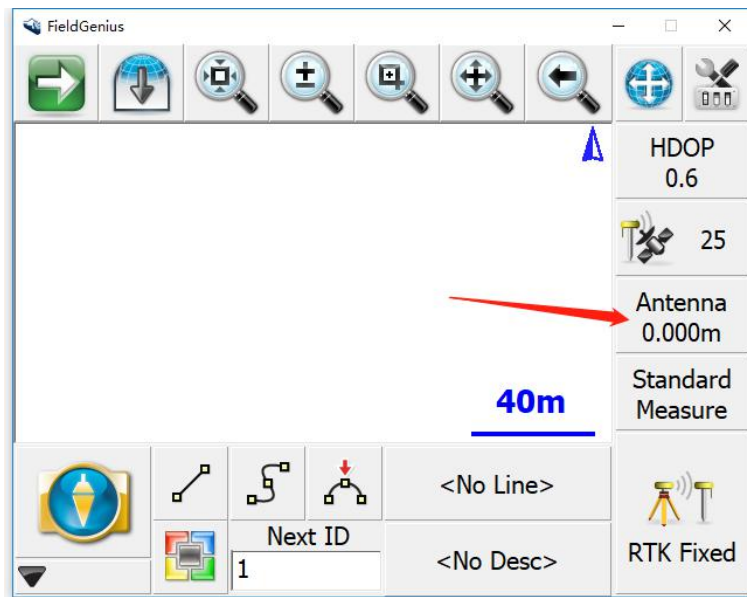 FieldGenius
HDOP
0.6
25
Antenna
0.000m
Standard
Measure
40m
<No Line>
Next ID
1
<No Desc>
RTK Fixed